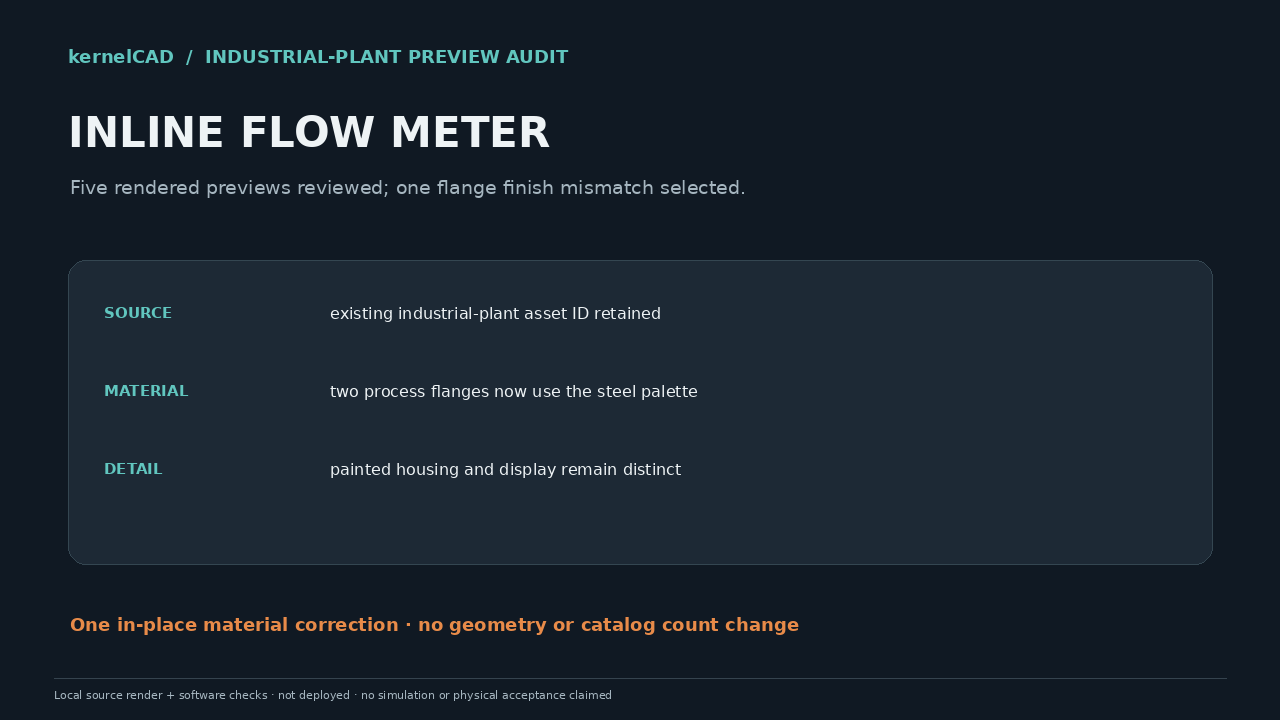 kernelCAD / INDUSTRIAL-PLANT PREVIEW AUDIT
INLINE FLOW METER
Five rendered previews reviewed; one flange finish mismatch selected.
SOURCE existing industrial-plant asset ID retained
MATERIAL two process flanges now use the steel palette
DETAIL painted housing and display remain distinct
One in-place material correction · no geometry or catalog count change
Local source render + software checks · not deployed · no simulation or physical acceptance claimed